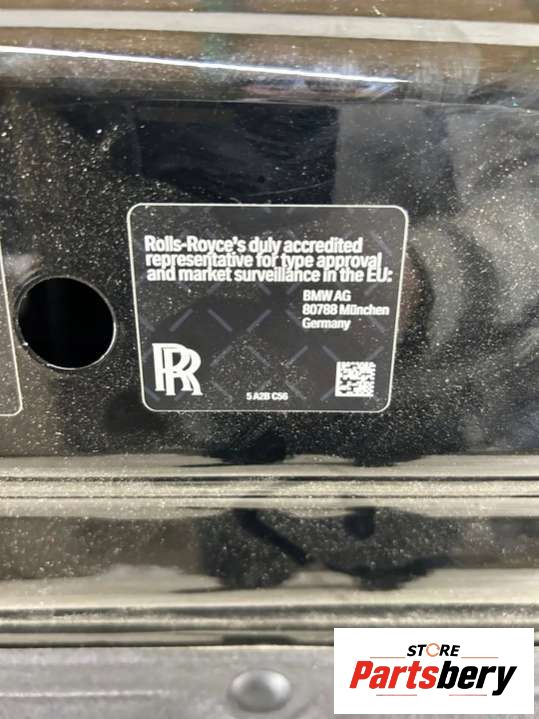 Rolls-Royce's duly accredited
representative for type approval
and market surveillance in the EU:
BMW AG
80788 München
Germany
RR
5 A2B C56
STORE
Partsbery